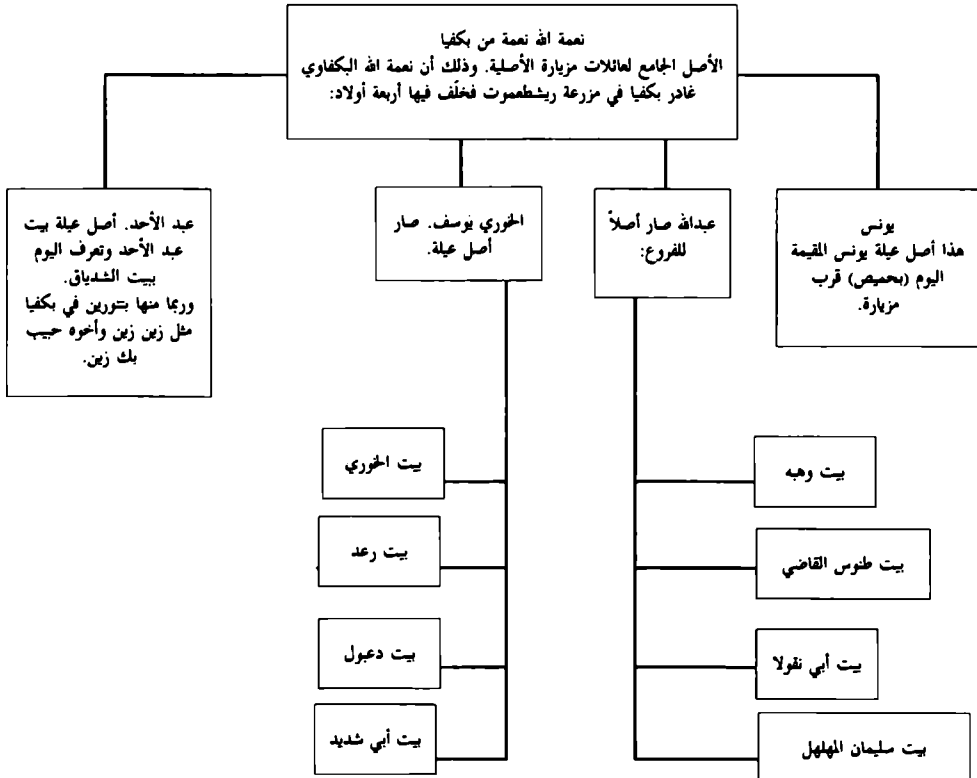 نعمة الله نعمة من بكفيا
الأصل الجامع لعائلات مزيارة الأصلية. وذلك أن نعمة الله البكفاوي
غادر بكفيا في مزرعة ريشطعموت فخلّف فيها أربعة أولاد:
يونس
هذا أصل عيلة يونس المقيمة
اليوم (بحميص) قرب
مزيارة.
عبدالله صار أصلاً
للفروع:
الخوري يوسف. صار
أصل عيلة.
عبد الأحد. أصل عيلة بيت
عبد الأحد وتعرف اليوم
ببيت الشدياق.
وربما منها بتنورين في بكفيا
مثل زين زين وأخوه حبيب
بك زين.
بيت وهبه
بيت طنوس القاضي
بيت أبي نقولا
بيت سليمان المهلهل
بيت الخوري
بيت رعد
بيت دعبول
بيت أبي شديد